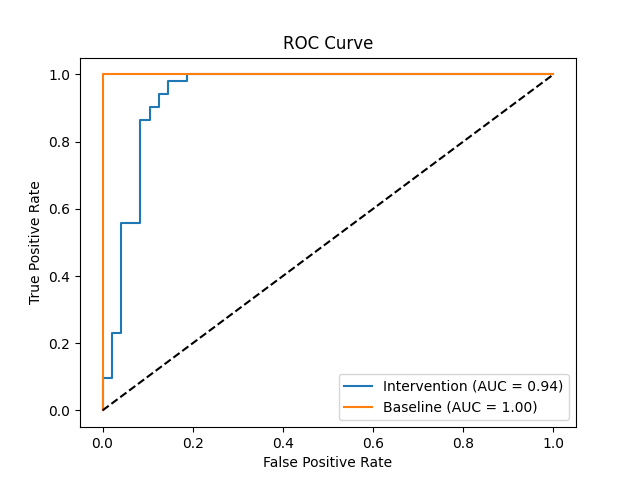 ROC Curve
True Positive Rate
1.0
0.8
0.6
0.4
0.2
0.0
0.0 0.2 0.4 0.6 0.8 1.0
False Positive Rate
Intervention (AUC = 0.94)
Baseline (AUC = 1.00)